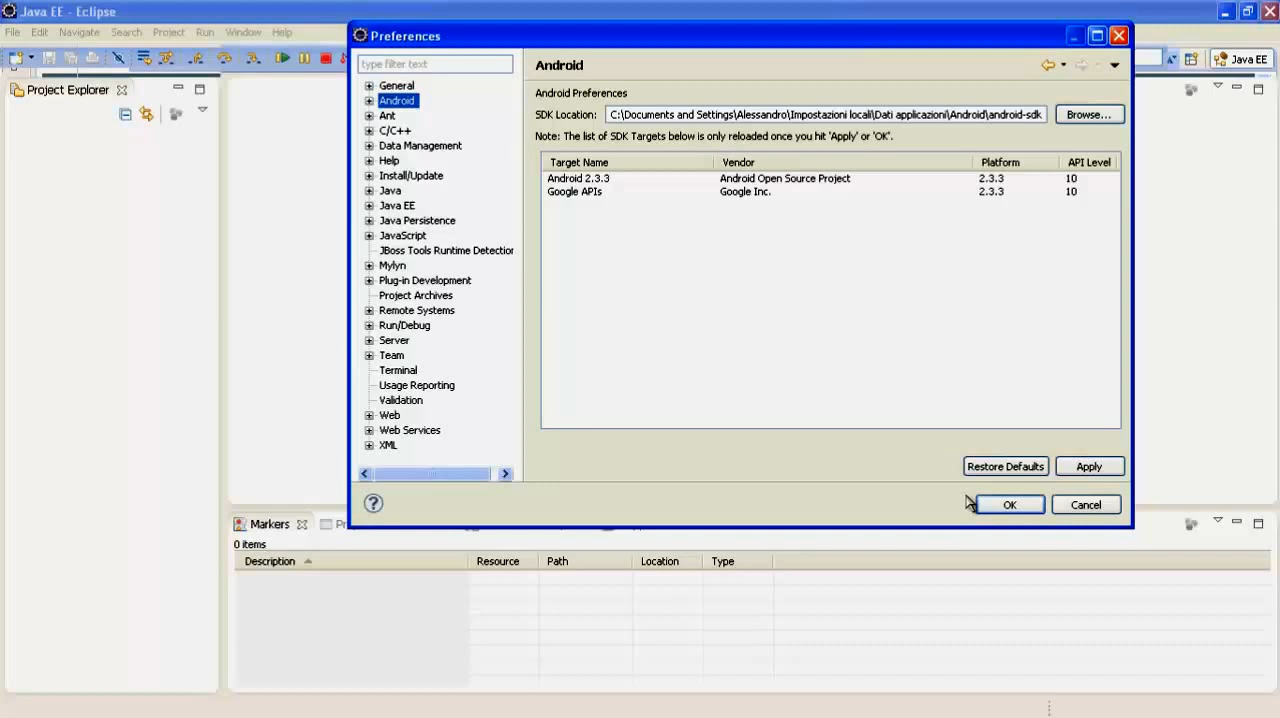 Java EE - Eclipse
File Edit Navigate Search Project Run Window Help
Java EE
Project Explorer
Preferences
type filter text
General
Android
Ant
C/C++
Data Management
Help
Install/Update
Java
Java EE
Java Persistence
JavaScript
JBoss Tools Runtime Detection
Mylyn
Plug-in Development
Project Archives
Remote Systems
Run/Debug
Server
Team
Terminal
Usage Reporting
Validation
Web
Web Services
XML
Android
Android Preferences
SDK Location: C:\Documents and Settings\Alessandro\Impostazioni locali\Dati applicazioni\Android\android-sdk
Browse...
Note: The list of SDK Targets below is only reloaded once you hit 'Apply' or 'OK'.
Target Name Vendor Platform API Level
Android 2.3.3 Android Open Source Project 2.3.3 10
Google APIs Google Inc. 2.3.3 10
Restore Defaults Apply
OK Cancel
Markers
0 items
Description Resource Path Location Type